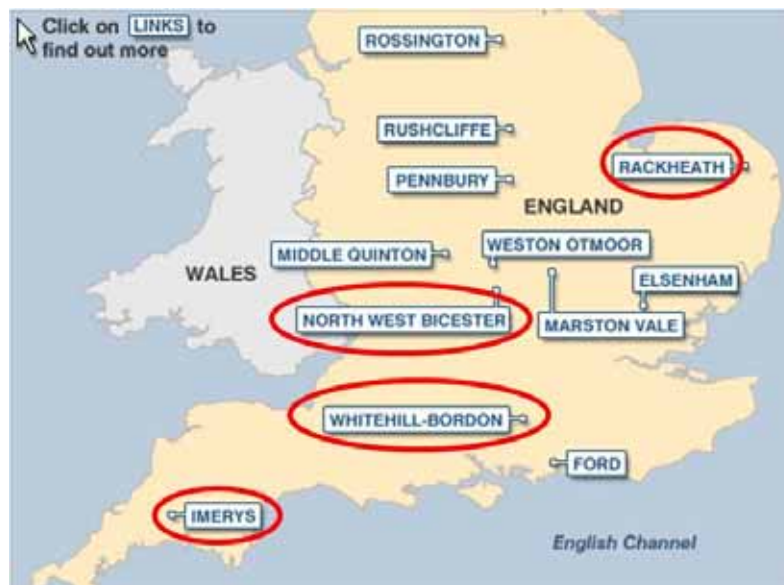 Click on LINKS to
find out more
ROSSINGTON
RUSHCLIFFE
RACKHEATH
PENNBURY
ENGLAND
WESTON OTMOOR
MIDDLE QUINTON
WALES
ELSENHAM
NORTH WEST BICESTER
MARSTON VALE
WHITEHILL-BORDON
FORD
IMERYS
English Channel